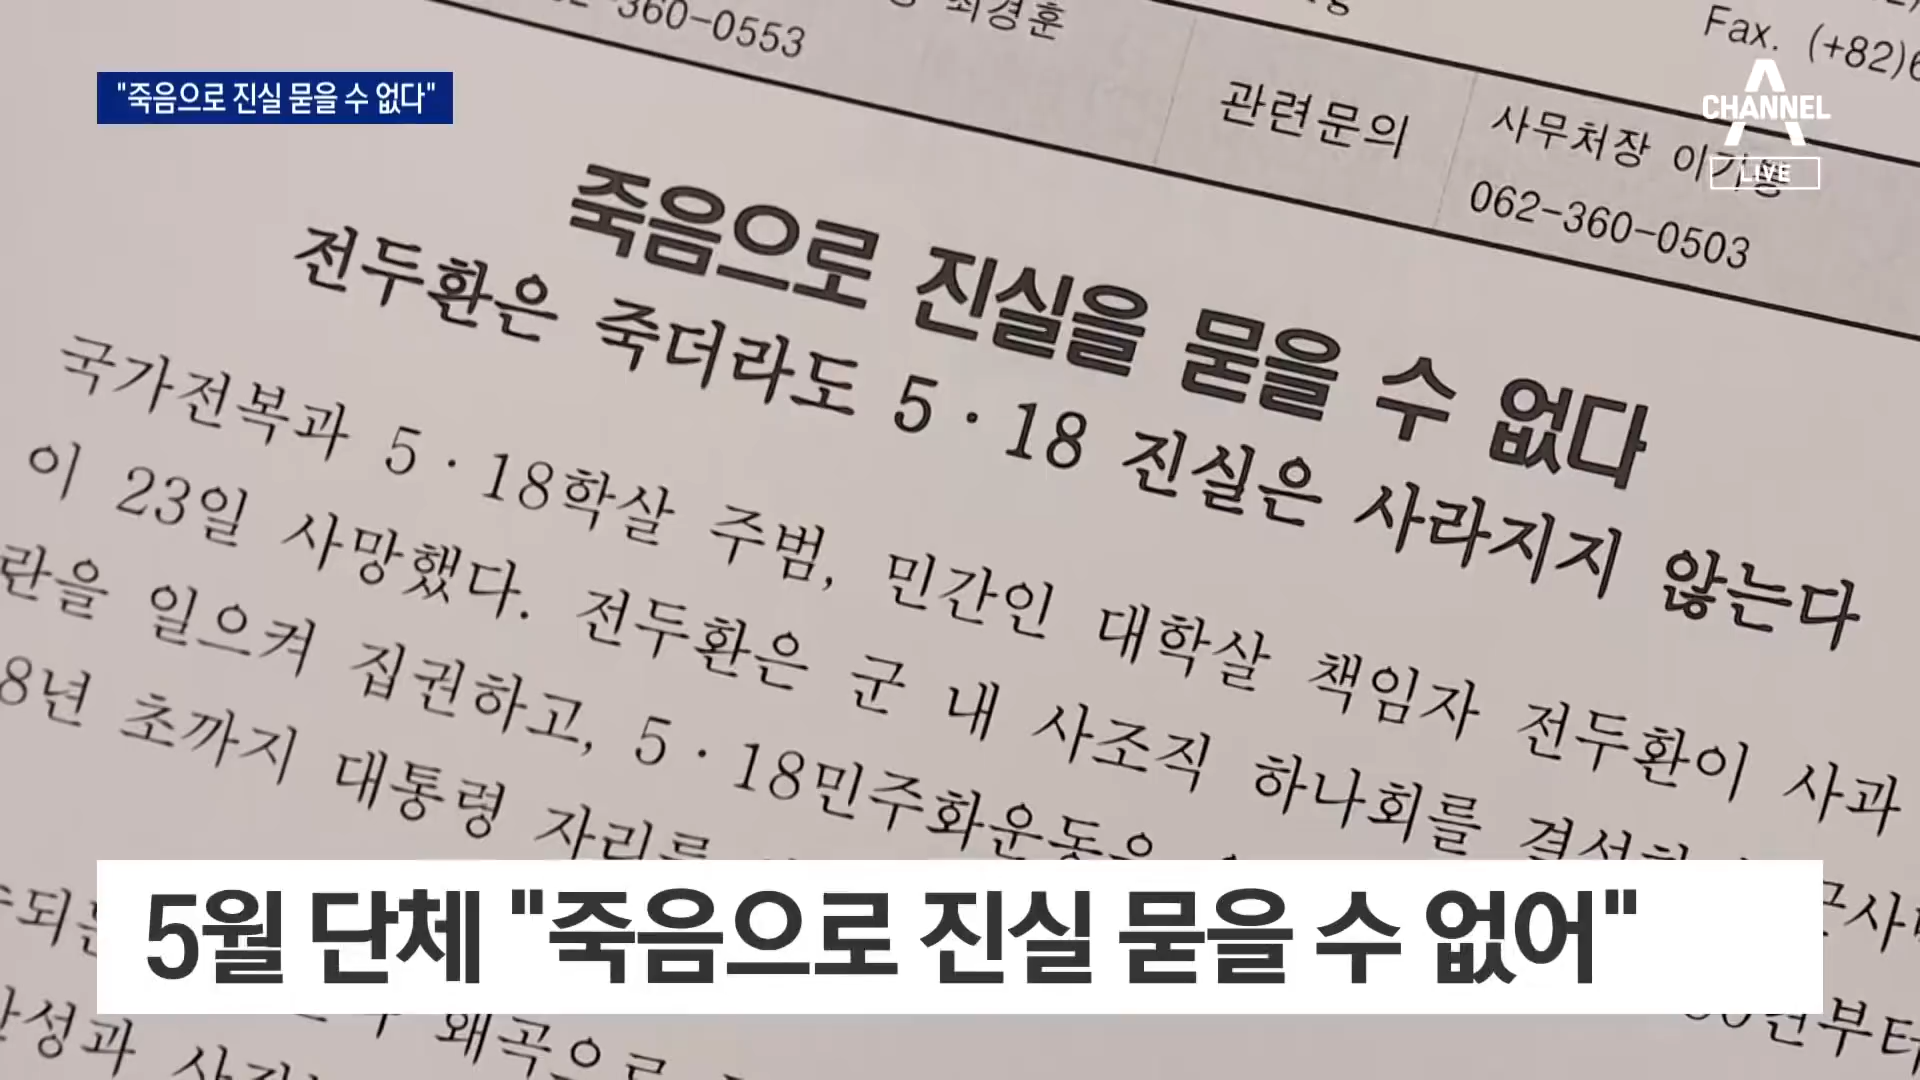 "죽음으로 진실 묻을 수 없다"
360-0553
최경훈
Fax.
관련문의
사무처장
062-360-0503
CHANNEL A
LIVE
죽음으로 진실을 묻을 수 없다
전두환은 죽더라도 5·18 진실은 사라지지 않는다
국가전복과 5·18학살 주범, 민간인 대학살 책임자 전두환이 사과
이 23일 사망했다. 전두환은 군 내 사조직 하나회를
란을 일으켜 집권하고, 5·18민주화운동을
8년 초까지 대통령 자리를
5월 단체 "죽음으로 진실 묻을 수 없어"
왜곡으로